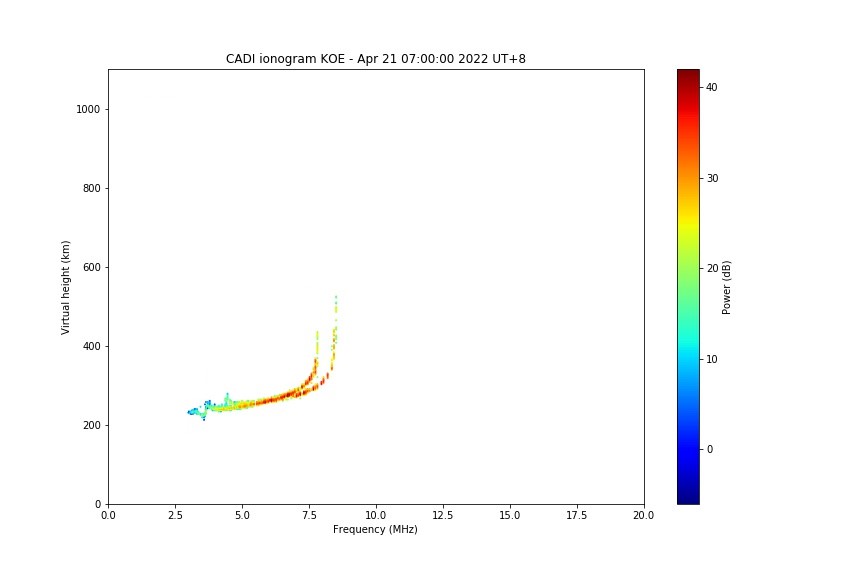 CADI ionogram KOE - Apr 21 07:00:00 2022 UT+8
1000
800
600
400
200
0
Virtual height (km)
0.0 2.5 5.0 7.5 10.0 12.5 15.0 17.5 20.0
Frequency (MHz)
40
30
20
10
0
Power (dB)